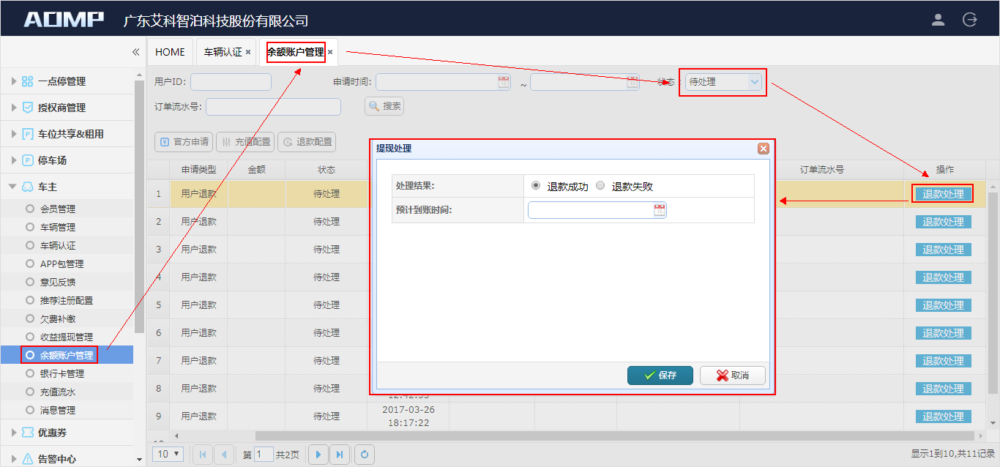 AOMP 广东艾科智泊科技股份有限公司
« HOME 车辆认证 × 余额账户管理 ×
一点停管理
授权商管理
车位共享&租用
停车场
车主
会员管理
车辆管理
车辆认证
APP包管理
意见反馈
推荐注册配置
欠费补缴
收益提现管理
余额账户管理
银行卡管理
充值流水
消息管理
优惠券
告警中心
用户ID: 申请时间: ~ 状态: 待处理
订单流水号: 搜索
官方申请 充值配置 退款配置
申请类型 金额 状态 订单流水号 操作
1 用户退款 待处理 退款处理
2 用户退款 待处理 退款处理
3 用户退款 待处理 退款处理
4 用户退款 待处理 退款处理
5 用户退款 待处理 退款处理
6 用户退款 待处理 退款处理
7 用户退款 待处理 退款处理
8 用户退款 待处理 退款处理
9 用户退款 待处理 2017-03-26 退款处理
18:17:22
提现处理
处理结果: 退款成功 退款失败
预计到账时间:
保存 取消
10 第 1 共2页 显示1到10,共11记录